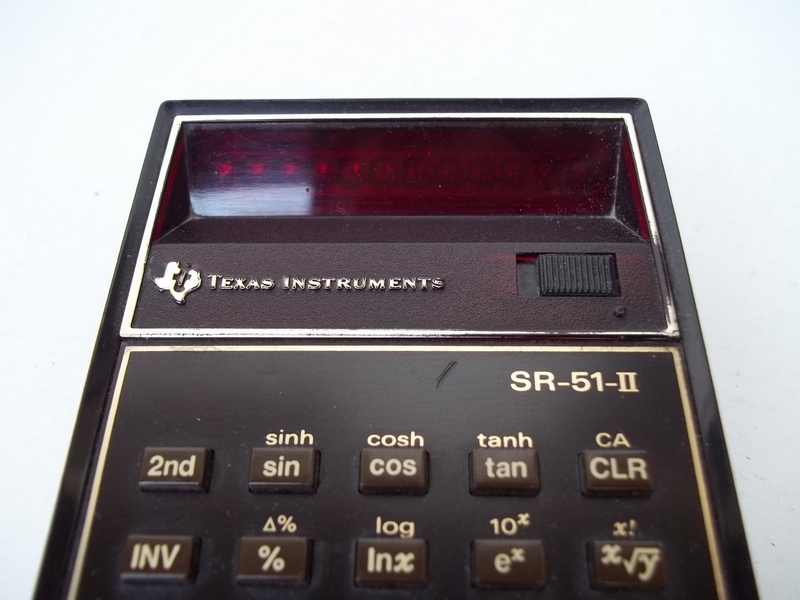 TEXAS INSTRUMENTS
SR-51-II
sinh cosh tanh CA
2nd sin cos tan CLR
Δ% log 10ˣ x!
INV % lnx eˣ ˣ√y